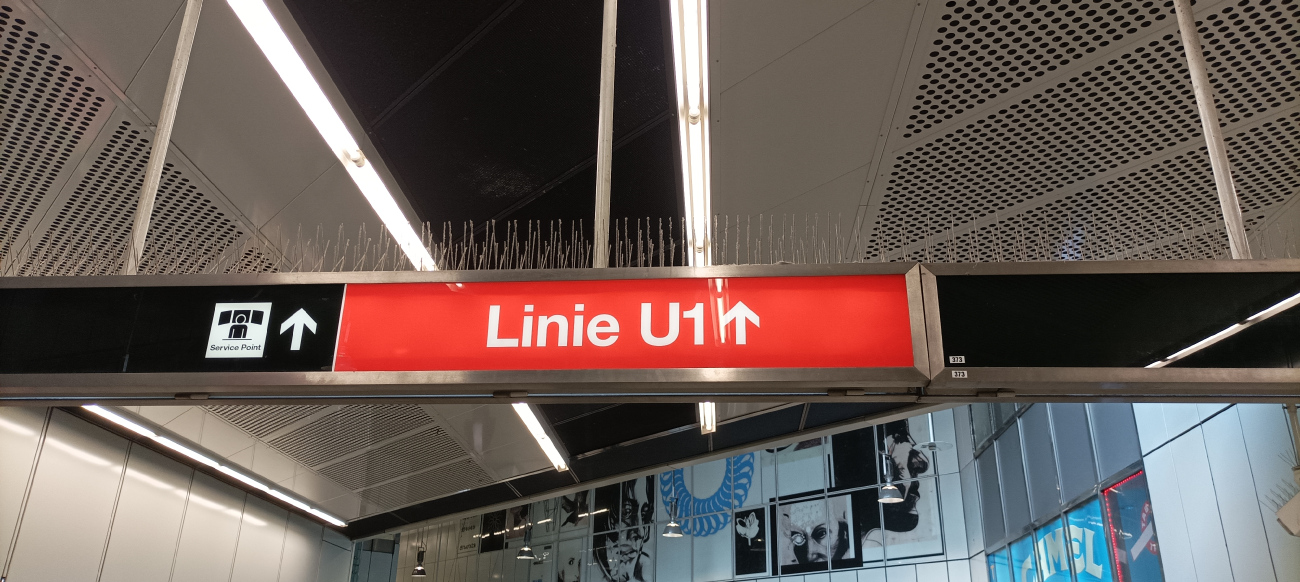 Service Point
Linie U1
373
373